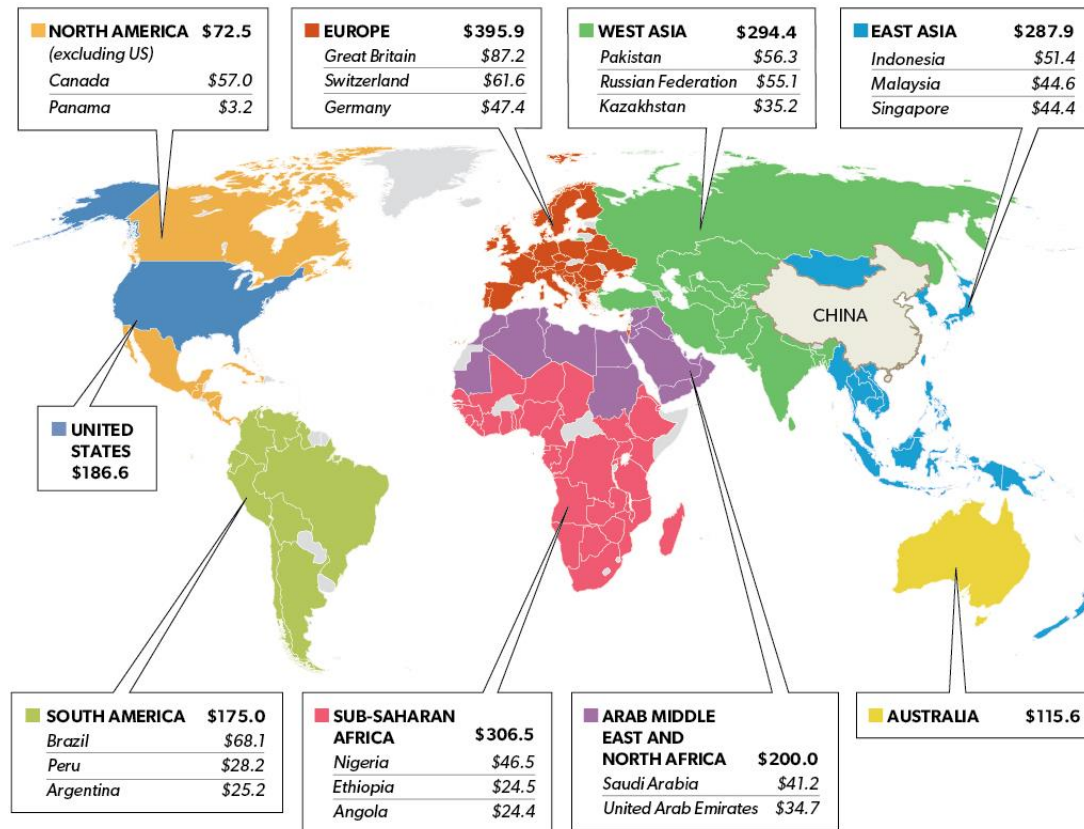 NORTH AMERICA $72.5
(excluding US)
Canada $57.0
Panama $3.2
EUROPE $395.9
Great Britain $87.2
Switzerland $61.6
Germany $47.4
WEST ASIA $294.4
Pakistan $56.3
Russian Federation $55.1
Kazakhstan $35.2
EAST ASIA $287.9
Indonesia $51.4
Malaysia $44.6
Singapore $44.4
CHINA
UNITED
STATES
$186.6
SOUTH AMERICA $175.0
Brazil $68.1
Peru $28.2
Argentina $25.2
SUB-SAHARAN
AFRICA $306.5
Nigeria $46.5
Ethiopia $24.5
Angola $24.4
ARAB MIDDLE
EAST AND
NORTH AFRICA $200.0
Saudi Arabia $41.2
United Arab Emirates $34.7
AUSTRALIA $115.6